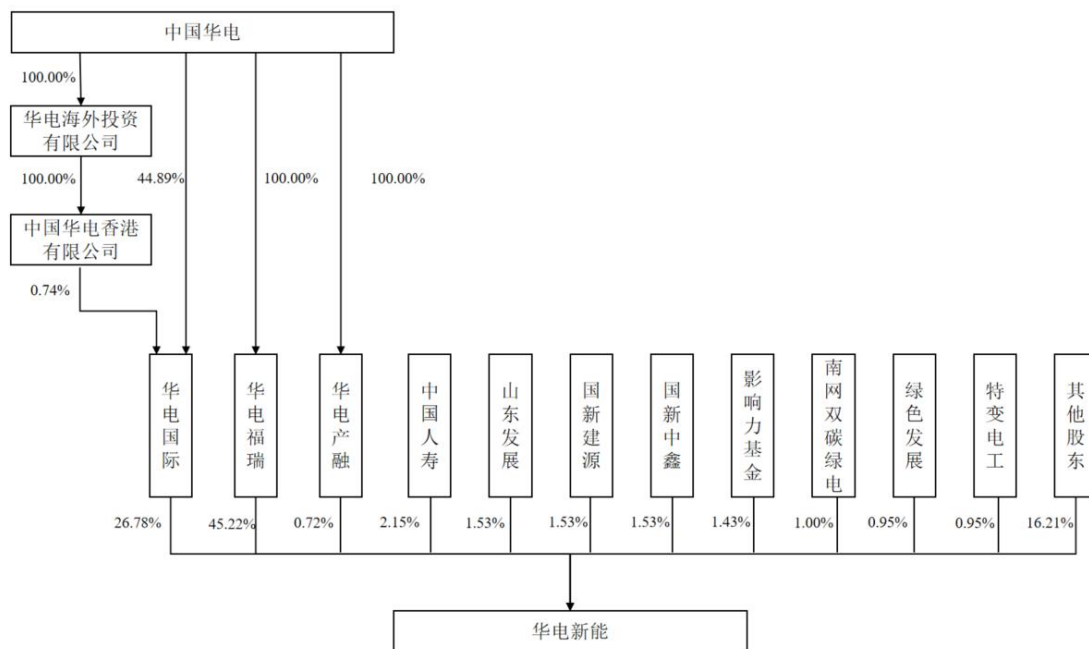 中国华电
100.00%
华电海外投资
有限公司
100.00%
44.89%
100.00%
100.00%
中国华电香港
有限公司
0.74%
华电国际
华电福瑞
华电产融
中国人寿
山东发展
国新建源
国新中鑫
影响力基金
南网双碳绿电
绿色发展
特变电工
其他股东
26.78%
45.22%
0.72%
2.15%
1.53%
1.53%
1.53%
1.43%
1.00%
0.95%
0.95%
16.21%
华电新能